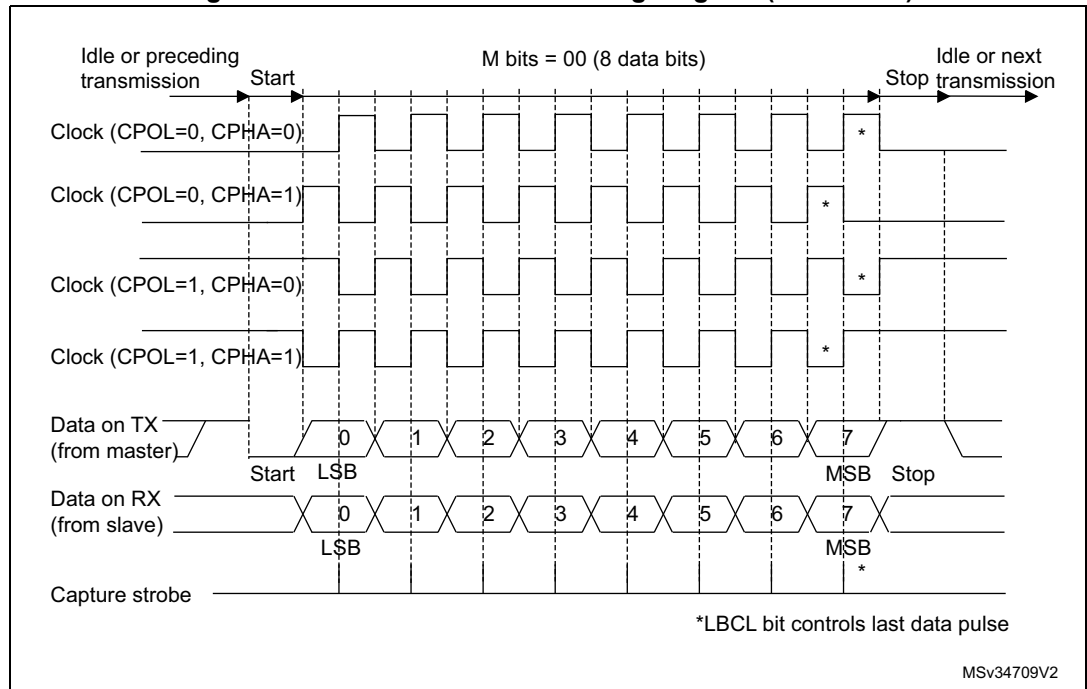 Idle or preceding
transmission
Start
M bits = 00 (8 data bits)
Stop
Idle or next
transmission
Clock (CPOL=0, CPHA=0)
*
Clock (CPOL=0, CPHA=1)
*
Clock (CPOL=1, CPHA=0)
*
Clock (CPOL=1, CPHA=1)
*
Data on TX
(from master)
0 1 2 3 4 5 6 7
Start LSB MSB Stop
Data on RX
(from slave)
0 1 2 3 4 5 6 7
LSB MSB
*
Capture strobe
*LBCL bit controls last data pulse
MSv34709V2